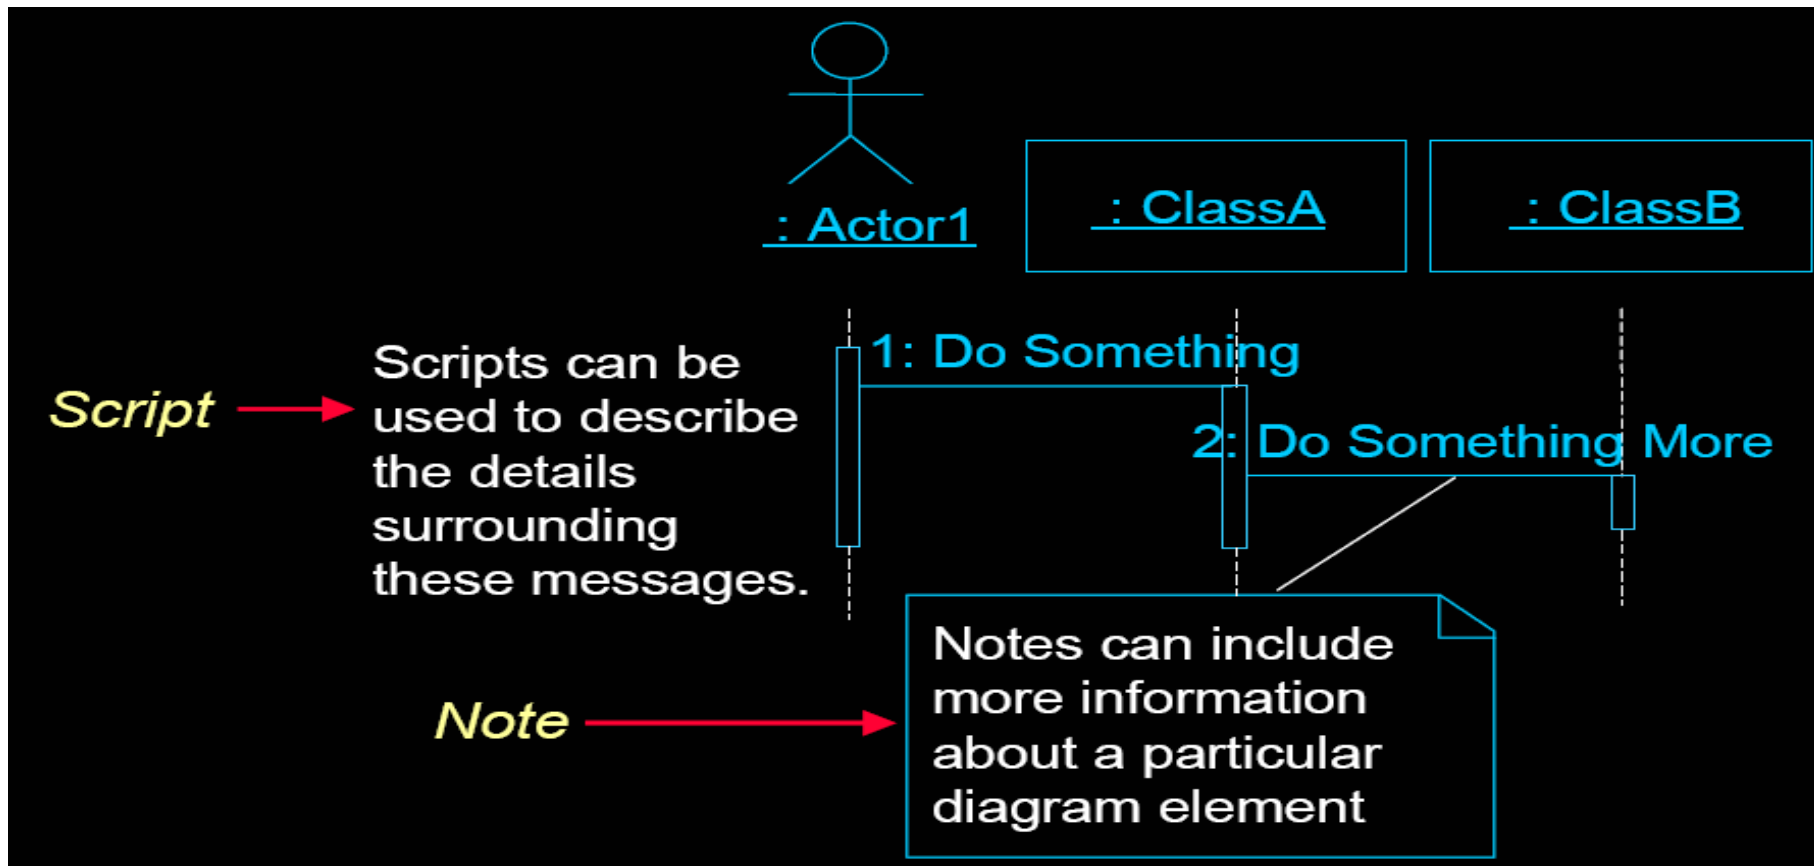 : Actor1
: ClassA
: ClassB
1: Do Something
2: Do Something More
Script
Scripts can be
used to describe
the details
surrounding
these messages.
Note
Notes can include
more information
about a particular
diagram element